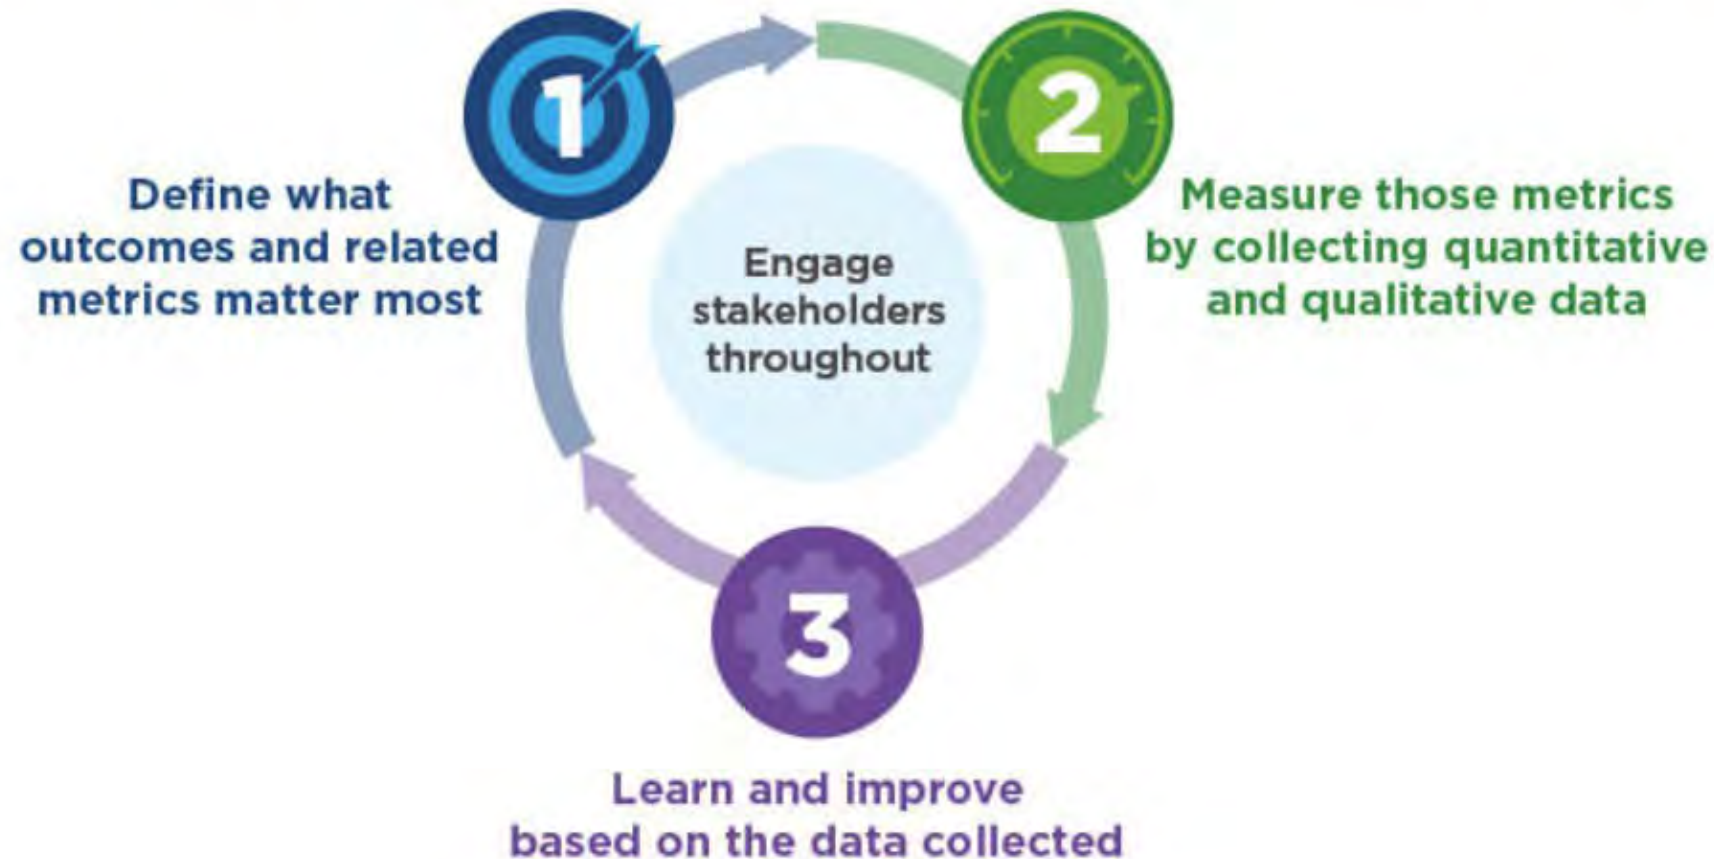 1
Define what
outcomes and related
metrics matter most
2
Measure those metrics
by collecting quantitative
and qualitative data
Engage
stakeholders
throughout
3
Learn and improve
based on the data collected